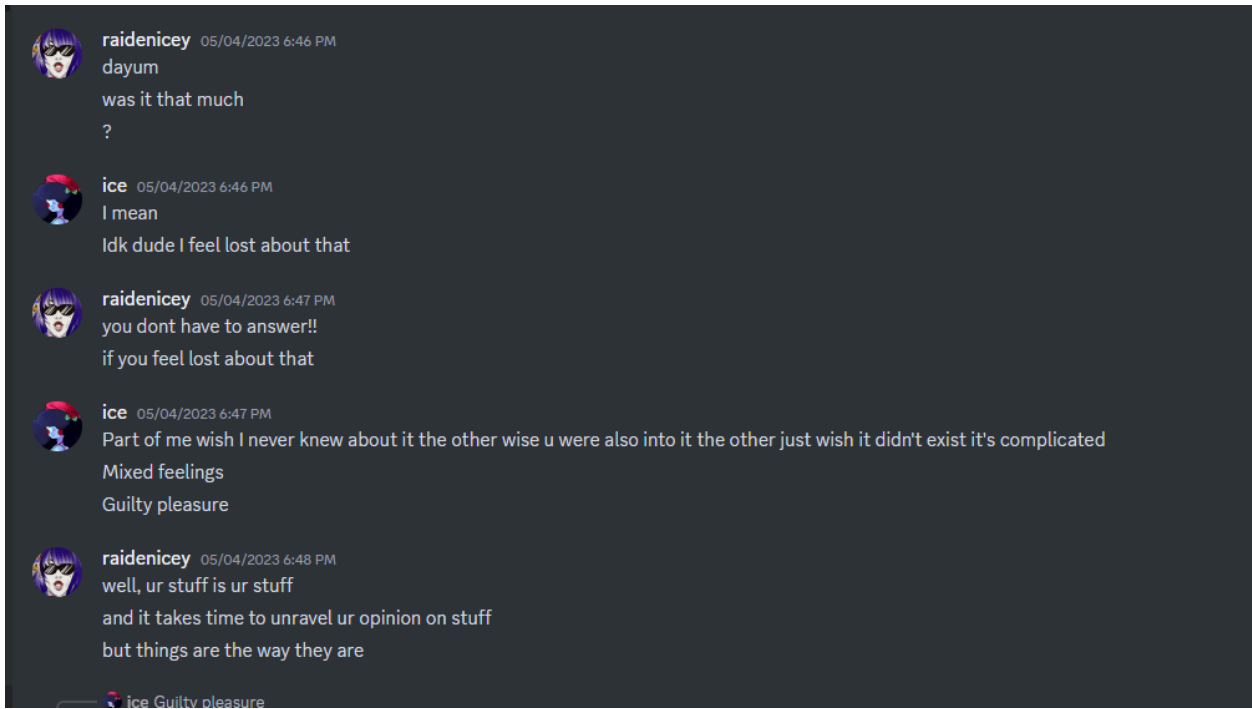 raidenicey 05/04/2023 6:46 PM
dayum
was it that much
?
ice 05/04/2023 6:46 PM
I mean
Idk dude I feel lost about that
raidenicey 05/04/2023 6:47 PM
you dont have to answer!!
if you feel lost about that
ice 05/04/2023 6:47 PM
Part of me wish I never knew about it the other wise u were also into it the other just wish it didn't exist it's complicated
Mixed feelings
Guilty pleasure
raidenicey 05/04/2023 6:48 PM
well, ur stuff is ur stuff
and it takes time to unravel ur opinion on stuff
but things are the way they are
ice Guilty pleasure